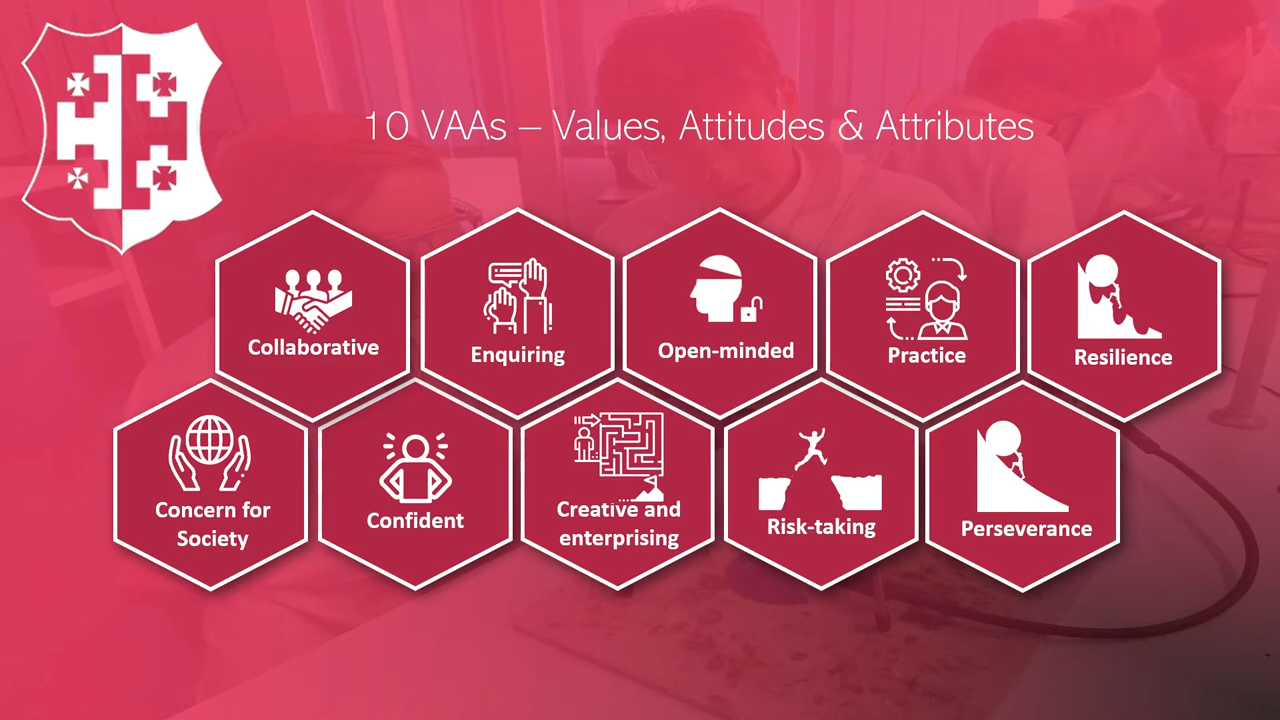 10 VAAs – Values, Attitudes & Attributes
Collaborative
Enquiring
Open-minded
Practice
Resilience
Concern for
Society
Confident
Creative and
enterprising
Risk-taking
Perseverance